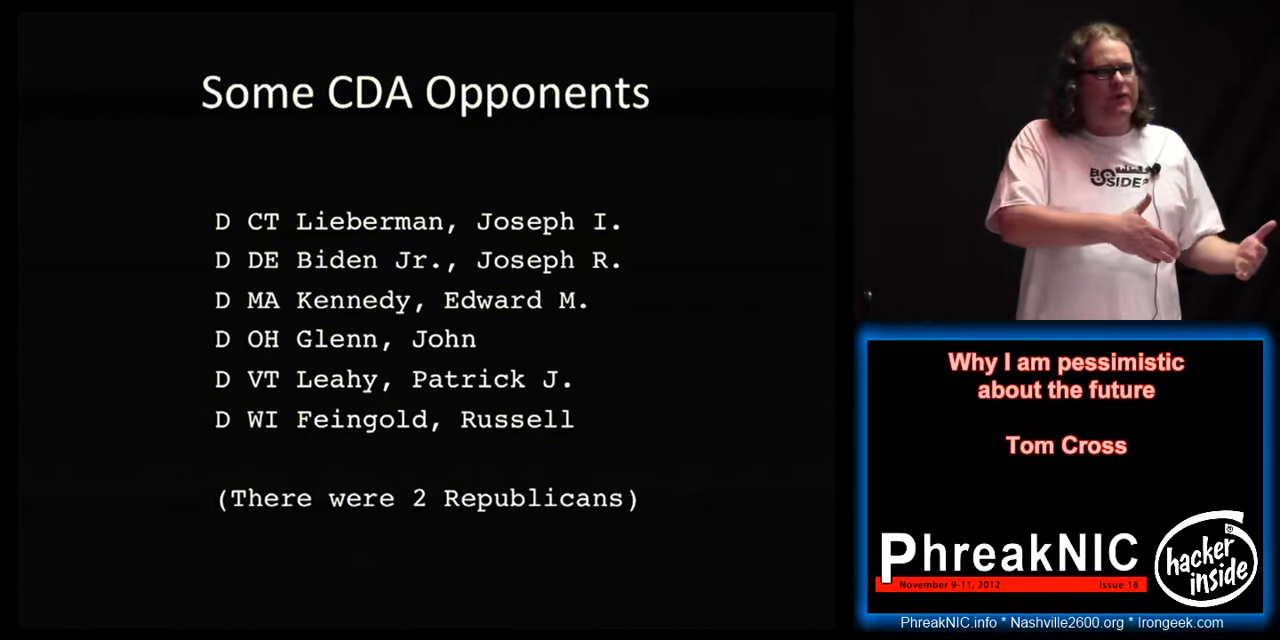 Some CDA Opponents
D CT Lieberman, Joseph I.
D DE Biden Jr., Joseph R.
D MA Kennedy, Edward M.
D OH Glenn, John
D VT Leahy, Patrick J.
D WI Feingold, Russell
(There were 2 Republicans)
BSIDES
Why I am pessimistic
about the future
Tom Cross
PhreakNIC
November 9-11, 2012 Issue 16
hacker
inside
PhreakNIC.info * Nashville2600.org * Irongeek.com